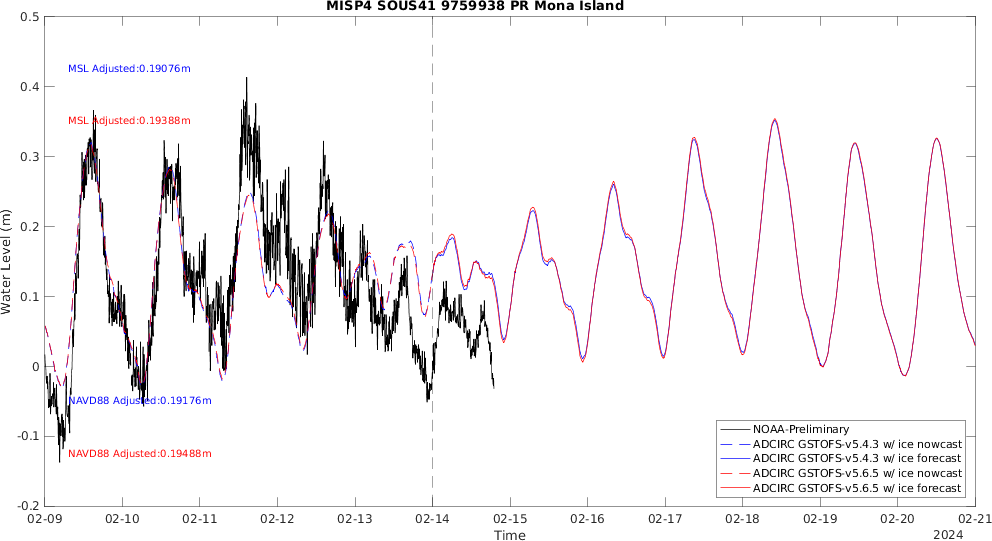 MISP4 SOUS41 9759938 PR Mona Island
0.5
0.4
0.3
0.2
0.1
0
-0.1
-0.2
Water Level (m)
MSL Adjusted:0.19076m
MSL Adjusted:0.19388m
NAVD88 Adjusted:0.19176m
NAVD88 Adjusted:0.19488m
NOAA-Preliminary
ADCIRC GSTOFS-v5.4.3 w/ ice nowcast
ADCIRC GSTOFS-v5.4.3 w/ ice forecast
ADCIRC GSTOFS-v5.6.5 w/ ice nowcast
ADCIRC GSTOFS-v5.6.5 w/ ice forecast
02-09 02-10 02-11 02-12 02-13 02-14 02-15 02-16 02-17 02-18 02-19 02-20 02-21
Time
2024